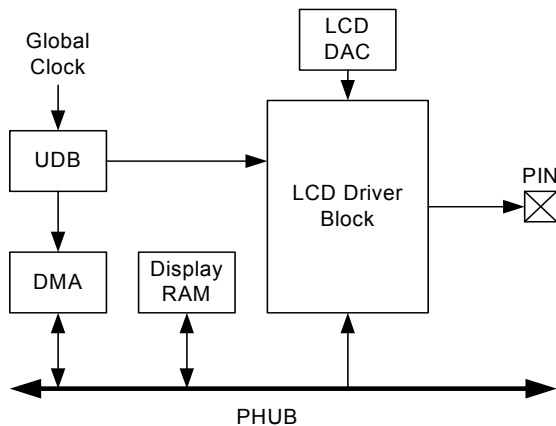 LCD
DAC
Global
Clock
UDB
LCD Driver
Block
PIN
DMA
Display
RAM
PHUB